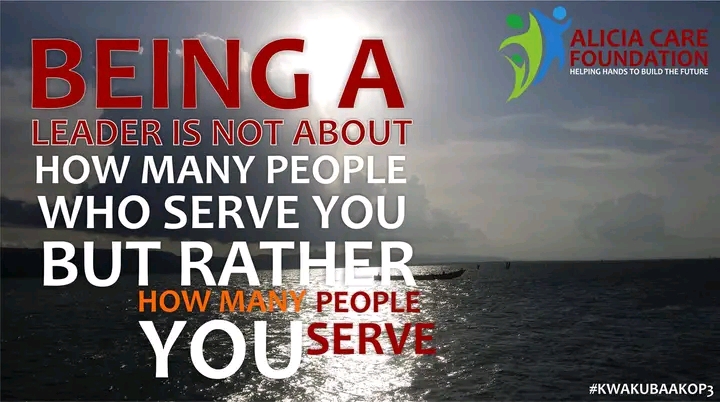 BEING A
LEADER IS NOT ABOUT
HOW MANY PEOPLE
WHO SERVE YOU
BUT RATHER
HOW MANY PEOPLE
YOU SERVE
ALICIA CARE
FOUNDATION
HELPING HANDS TO BUILD THE FUTURE
#KWAKUBAAKOP3